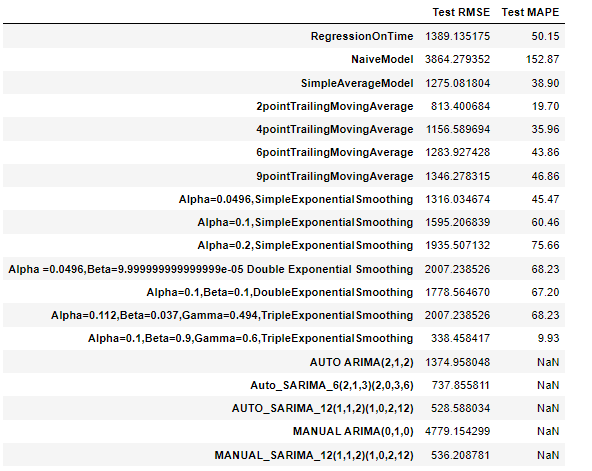 Test RMSE Test MAPE
RegressionOnTime 1389.135175 50.15
NaiveModel 3864.279352 152.87
SimpleAverageModel 1275.081804 38.90
2pointTrailingMovingAverage 813.400684 19.70
4pointTrailingMovingAverage 1156.589694 35.96
6pointTrailingMovingAverage 1283.927428 43.86
9pointTrailingMovingAverage 1346.278315 46.86
Alpha=0.0496,SimpleExponentialSmoothing 1316.034674 45.47
Alpha=0.1,SimpleExponentialSmoothing 1595.206839 60.46
Alpha=0.2,SimpleExponentialSmoothing 1935.507132 75.66
Alpha =0.0496,Beta=9.999999999999999e-05 Double Exponential Smoothing 2007.238526 68.23
Alpha=0.1,Beta=0.1,DoubleExponentialSmoothing 1778.564670 67.20
Alpha=0.112,Beta=0.037,Gamma=0.494,TripleExponentialSmoothing 2007.238526 68.23
Alpha=0.1,Beta=0.9,Gamma=0.6,TripleExponentialSmoothing 338.458417 9.93
AUTO ARIMA(2,1,2) 1374.958048 NaN
Auto_SARIMA_6(2,1,3)(2,0,3,6) 737.855811 NaN
AUTO_SARIMA_12(1,1,2)(1,0,2,12) 528.588034 NaN
MANUAL ARIMA(0,1,0) 4779.154299 NaN
MANUAL_SARIMA_12(1,1,2)(1,0,2,12) 536.208781 NaN